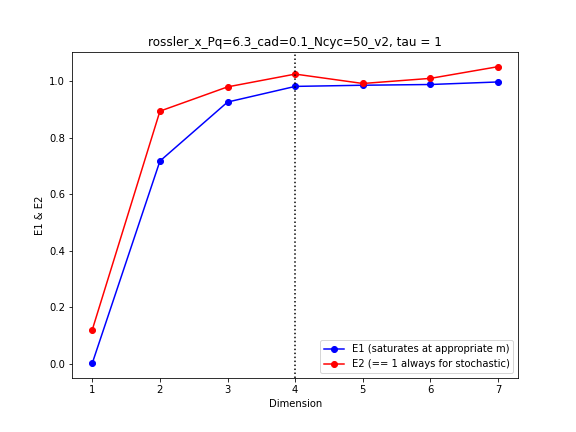 rossler_x_Pq=6.3_cad=0.1_Ncyc=50_v2, tau = 1
1.0
0.8
0.6
0.4
0.2
0.0
E1 & E2
E1 (saturates at appropriate m)
E2 (== 1 always for stochastic)
1 2 3 4 5 6 7
Dimension